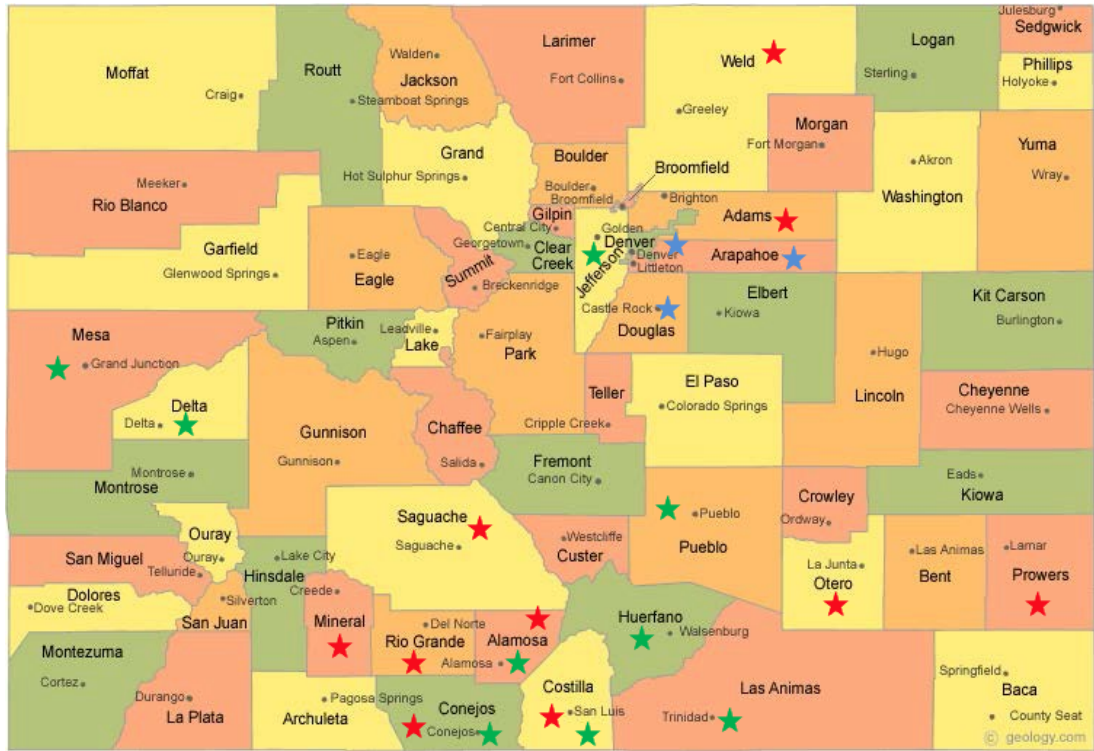 Moffat
Craig
Routt
Steamboat Springs
Walden
Jackson
Larimer
Fort Collins
Weld
Greeley
Logan
Sterling
Julesburg
Sedgwick
Phillips
Holyoke
Morgan
Fort Morgan
Yuma
Wray
Akron
Washington
Grand
Hot Sulphur Springs
Boulder
Boulder
Broomfield
Broomfield
Meeker
Rio Blanco
Gilpin
Central City
Georgetown
Clear
Creek
Golden
Jefferson
Denver
Denver
Littleton
Brighton
Adams
Arapahoe
Garfield
Glenwood Springs
Eagle
Eagle
Summit
Breckenridge
Castle Rock
Douglas
Elbert
Kiowa
Kit Carson
Burlington
Mesa
Grand Junction
Pitkin
Aspen
Leadville
Lake
Fairplay
Park
Teller
Cripple Creek
El Paso
Colorado Springs
Hugo
Lincoln
Cheyenne
Cheyenne Wells
Delta
Delta
Gunnison
Gunnison
Chaffee
Salida
Fremont
Canon City
Montrose
Montrose
Eads
Kiowa
Crowley
Ordway
Pueblo
Pueblo
Saguache
Saguache
Westcliffe
Custer
Ouray
Ouray
San Miguel
Telluride
Lake City
Hinsdale
Creede
La Junta
Otero
Las Animas
Bent
Lamar
Prowers
Dolores
Dove Creek
Silverton
San Juan
Mineral
Del Norte
Rio Grande
Alamosa
Alamosa
Huerfano
Walsenburg
Montezuma
Cortez
Durango
La Plata
Pagosa Springs
Archuleta
Conejos
Conejos
Costilla
San Luis
Las Animas
Trinidad
Springfield
Baca
County Seat
© geology.com